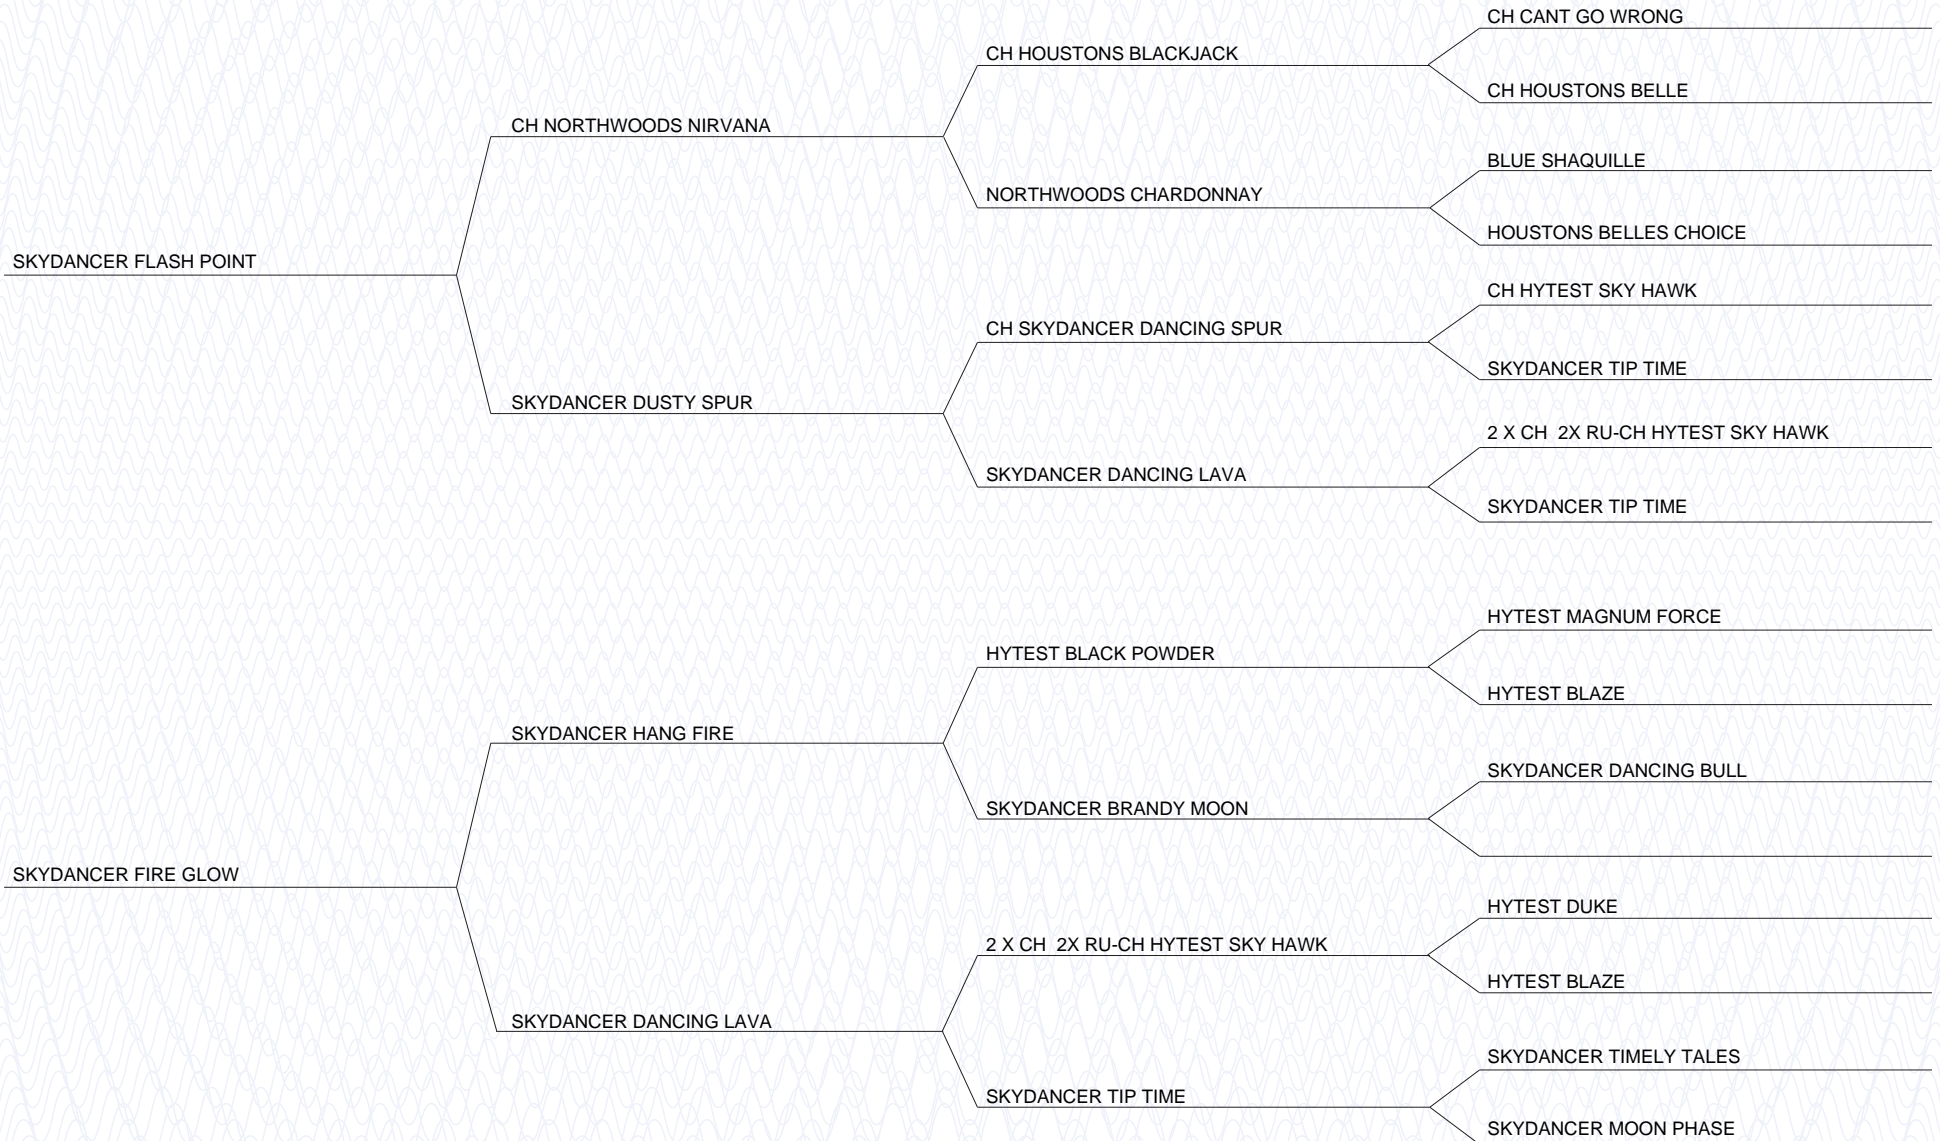 CH CANT GO WRONG
CH HOUSTONS BLACKJACK
CH HOUSTONS BELLE
CH NORTHWOODS NIRVANA
BLUE SHAQUILLE
NORTHWOODS CHARDONNAY
HOUSTONS BELLES CHOICE
SKYDANCER FLASH POINT
CH HYTEST SKY HAWK
CH SKYDANCER DANCING SPUR
SKYDANCER TIP TIME
SKYDANCER DUSTY SPUR
2 X CH  2X RU-CH HYTEST SKY HAWK
SKYDANCER DANCING LAVA
SKYDANCER TIP TIME
HYTEST MAGNUM FORCE
HYTEST BLACK POWDER
HYTEST BLAZE
SKYDANCER HANG FIRE
SKYDANCER DANCING BULL
SKYDANCER BRANDY MOON
SKYDANCER FIRE GLOW
HYTEST DUKE
2 X CH  2X RU-CH HYTEST SKY HAWK
HYTEST BLAZE
SKYDANCER DANCING LAVA
SKYDANCER TIMELY TALES
SKYDANCER TIP TIME
SKYDANCER MOON PHASE